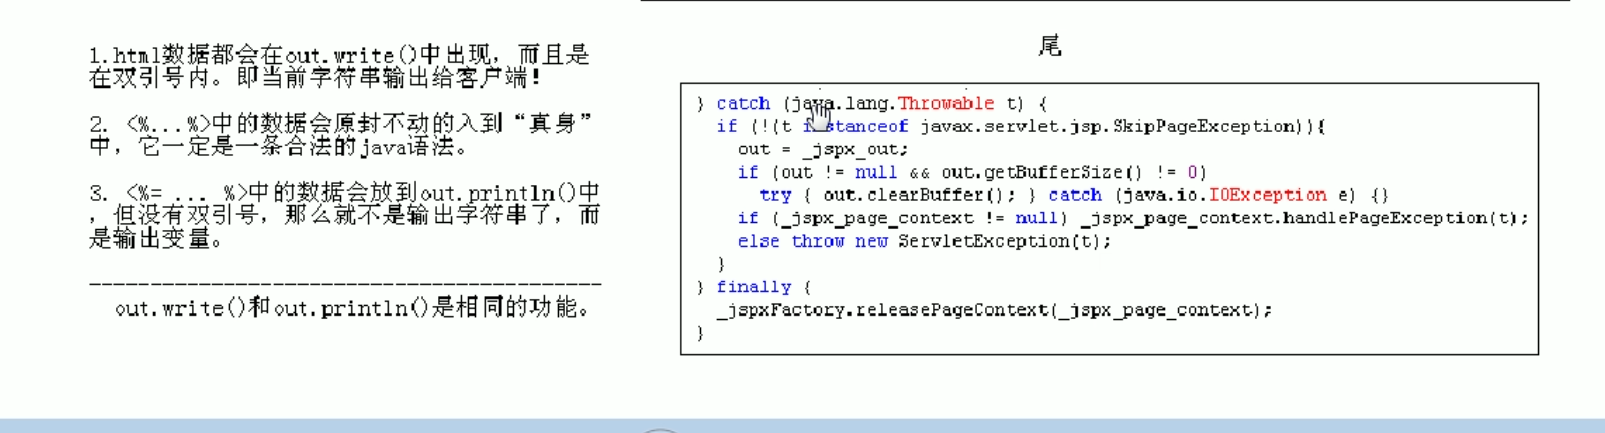 1.html数据都会在out.write()中出现，而且是
在双引号内。即当前字符串输出给客户端！
2. <%...%>中的数据会原封不动的入到“真身”
中，它一定是一条合法的java语法。
3. <%= ... %>中的数据会放到out.println()中
，但没有双引号，那么就不是输出字符串了，而
是输出变量。
------------------------------------------
out.write()和out.println()是相同的功能。
尾
} catch (java.lang.Throwable t) {
if (!(t instanceof javax.servlet.jsp.SkipPageException)){
out = _jspx_out;
if (out != null && out.getBufferSize() != 0)
try { out.clearBuffer(); } catch (java.io.IOException e) {}
if (_jspx_page_context != null) _jspx_page_context.handlePageException(t);
else throw new ServletException(t);
}
} finally {
_jspxFactory.releasePageContext(_jspx_page_context);
}